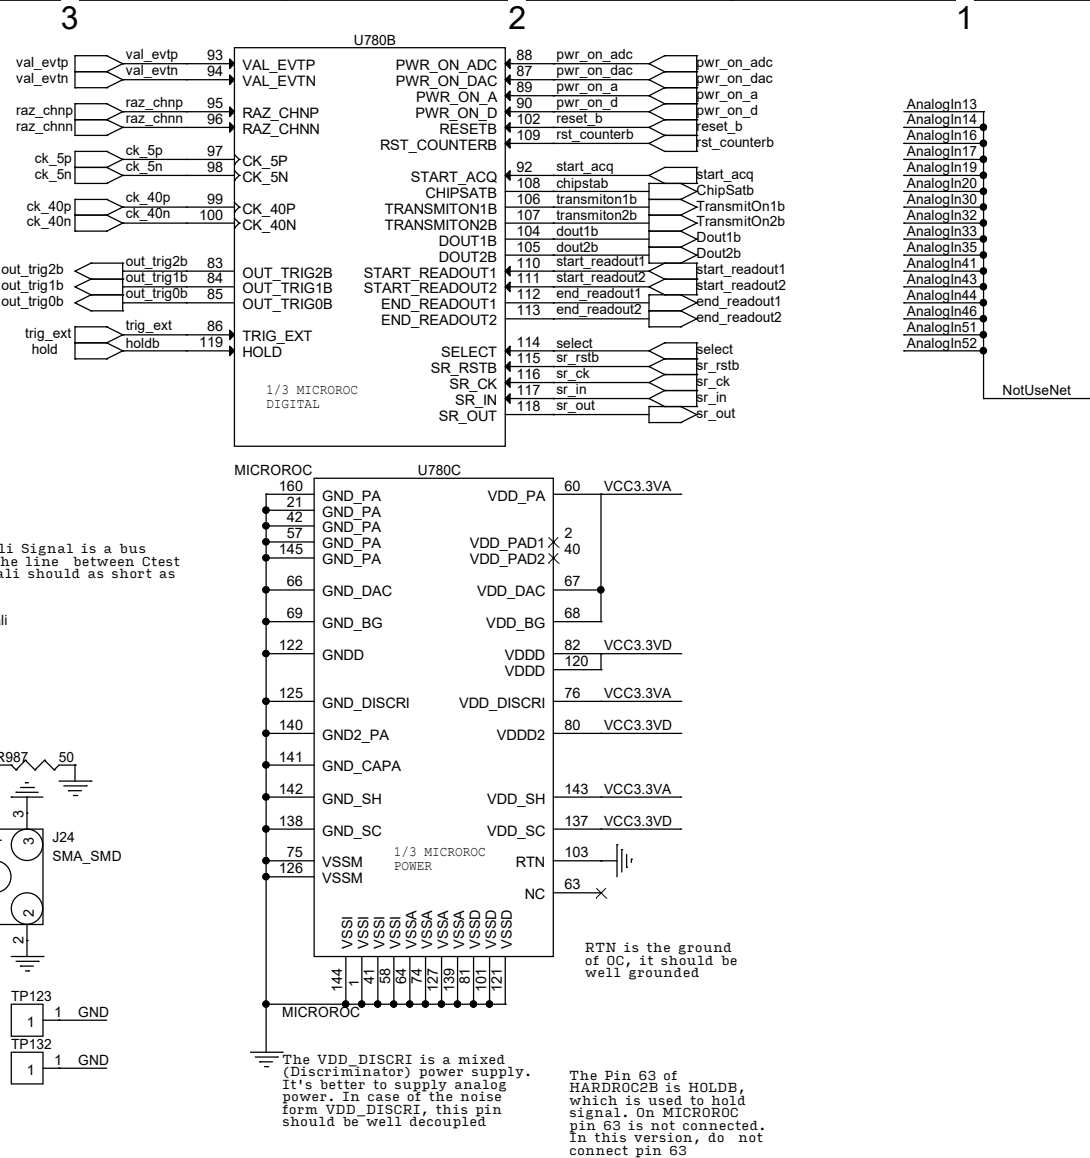 3 2 1
U780B
val_evtp val_evtp 93 VAL_EVTP PWR_ON_ADC 88 pwr_on_adc pwr_on_adc
val_evtn val_evtn 94 VAL_EVTN PWR_ON_DAC 87 pwr_on_dac pwr_on_dac
PWR_ON_A 89 pwr_on_a pwr_on_a
raz_chnp raz_chnp 95 RAZ_CHNP PWR_ON_D 90 pwr_on_d pwr_on_d
raz_chnn raz_chnn 96 RAZ_CHNN RESETB 102 reset_b reset_b
RST_COUNTERB 109 rst_counterb rst_counterb
ck_5p ck_5p 97 CK_5P
ck_5n ck_5n 98 CK_5N START_ACQ 92 start_acq start_acq
CHIPSATB 108 chipstab ChipSatb
ck_40p ck_40p 99 CK_40P TRANSMITON1B 106 transmiton1b TransmitOn1b
ck_40n ck_40n 100 CK_40N TRANSMITON2B 107 transmiton2b TransmitOn2b
DOUT1B 104 dout1b Dout1b
DOUT2B 105 dout2b Dout2b
out_trig2b out_trig2b 83 OUT_TRIG2B START_READOUT1 110 start_readout1 start_readout1
out_trig1b out_trig1b 84 OUT_TRIG1B START_READOUT2 111 start_readout2 start_readout2
out_trig0b out_trig0b 85 OUT_TRIG0B END_READOUT1 112 end_readout1 end_readout1
END_READOUT2 113 end_readout2 end_readout2
trig_ext trig_ext 86 TRIG_EXT
hold holdb 119 HOLD SELECT 114 select select
SR_RSTB 115 sr_rstb sr_rstb
SR_CK 116 sr_ck sr_ck
SR_IN 117 sr_in sr_in
SR_OUT 118 sr_out sr_out
1/3 MICROROC
DIGITAL
MICROROC
AnalogIn13
AnalogIn14
AnalogIn16
AnalogIn17
AnalogIn19
AnalogIn20
AnalogIn30
AnalogIn32
AnalogIn33
AnalogIn35
AnalogIn41
AnalogIn43
AnalogIn44
AnalogIn46
AnalogIn51
AnalogIn52
NotUseNet
U780C
160 GND_PA VDD_PA 60 VCC3.3VA
21 GND_PA
42 GND_PA
57 GND_PA VDD_PAD1 2
145 GND_PA VDD_PAD2 40
66 GND_DAC VDD_DAC 67
69 GND_BG VDD_BG 68
122 GNDD VDDD 82 VCC3.3VD
VDDD 120
125 GND_DISCRI VDD_DISCRI 76 VCC3.3VA
140 GND2_PA VDDD2 80 VCC3.3VD
141 GND_CAPA
142 GND_SH VDD_SH 143 VCC3.3VA
138 GND_SC VDD_SC 137 VCC3.3VD
75 VSSM RTN 103
126 VSSM
NC 63
1/3 MICROROC
POWER
VSSI VSSI VSSI VSSI VSSA VSSA VSSA VSSA VSSD VSSD VSSD
144 1 41 58 64 74 127 139 81 101 121
MICROROC
li Signal is a bus
he line between Ctest
ali should as short as
li
R987 50
3 3 J24
SMA_SMD
2 2
TP123
1 1 GND
TP132
1 1 GND
RTN is the ground
of OC, it should be
well grounded
The VDD_DISCRI is a mixed
(Discriminator) power supply.
It's better to supply analog
power. In case of the noise
form VDD_DISCRI, this pin
should be well decoupled
The Pin 63 of
HARDROC2B is HOLDB,
which is used to hold
signal. On MICROROC
pin 63 is not connected.
In this version, do not
connect pin 63